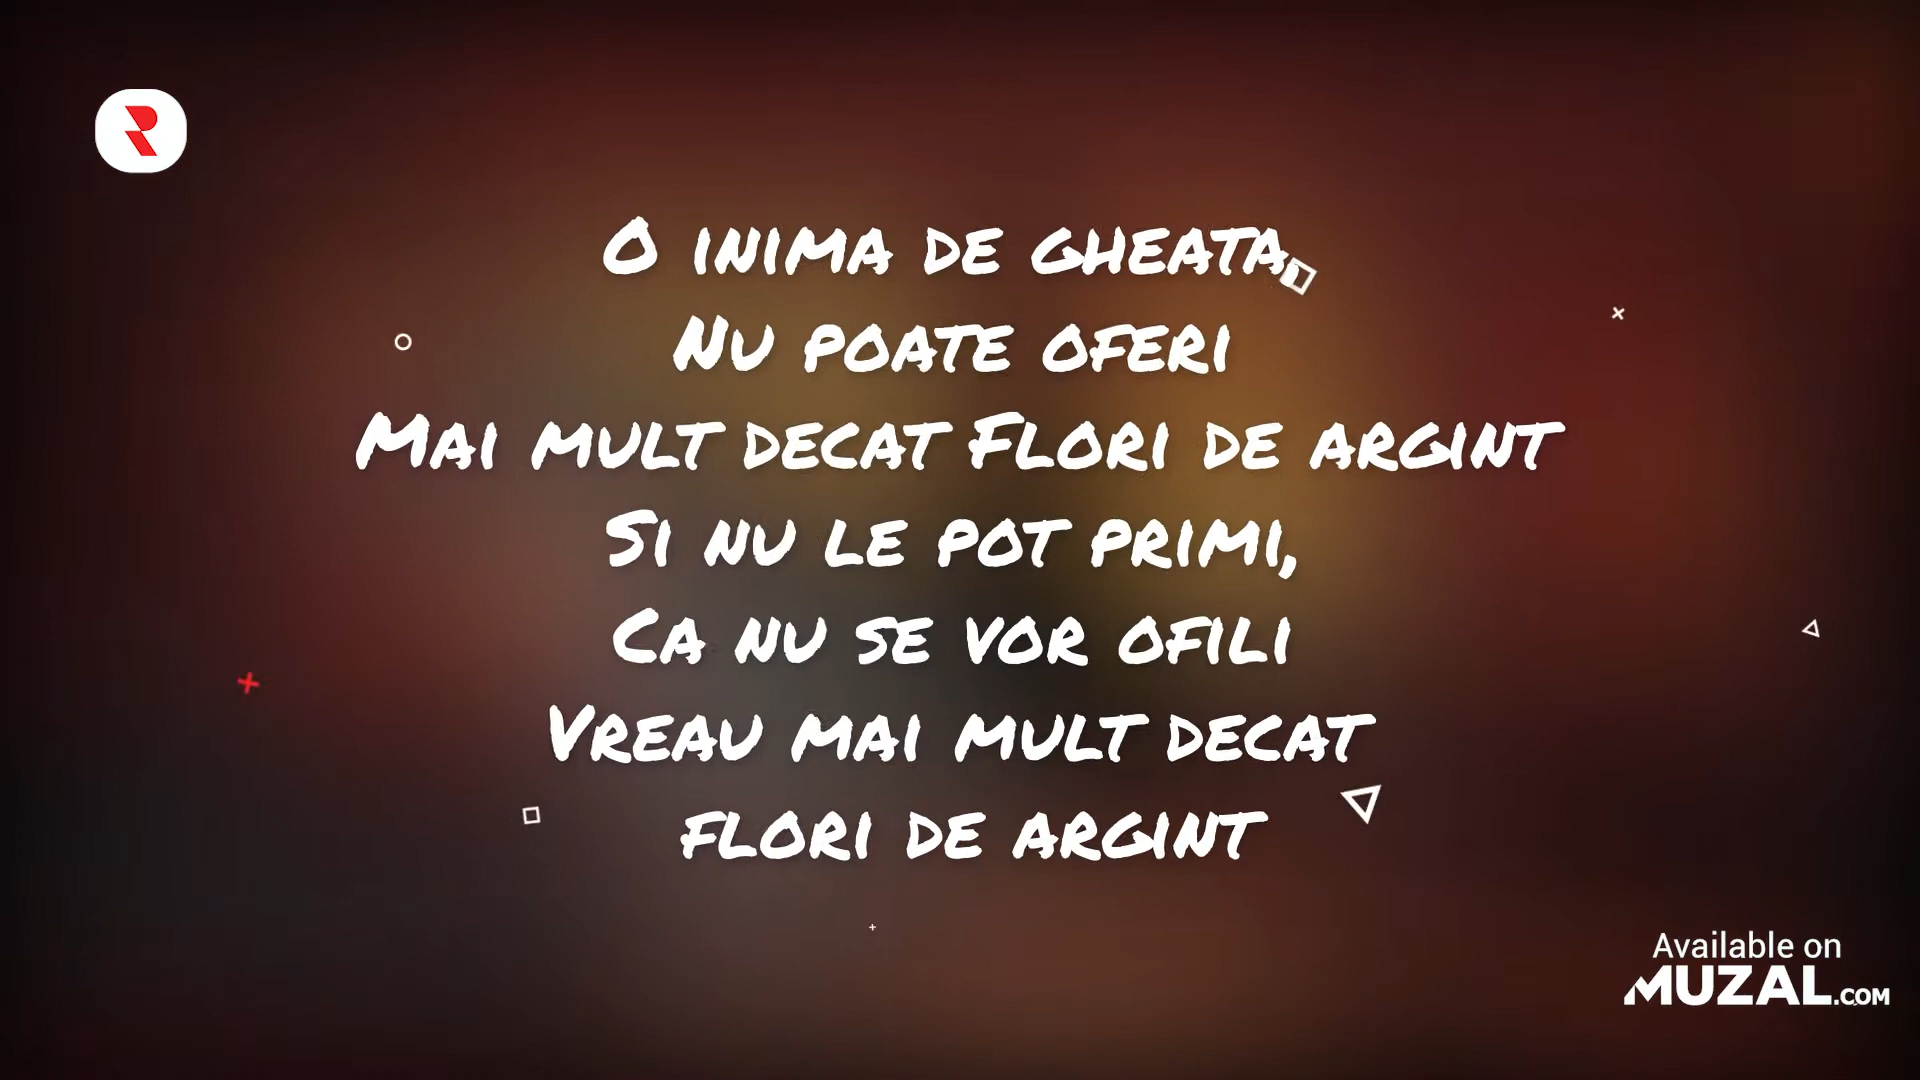 O inima de gheata,
Nu poate oferi
Mai mult decat Flori de argint
Si nu le pot primi,
Ca nu se vor ofili
Vreau mai mult decat
flori de argint
Available on
MUZAL.COM